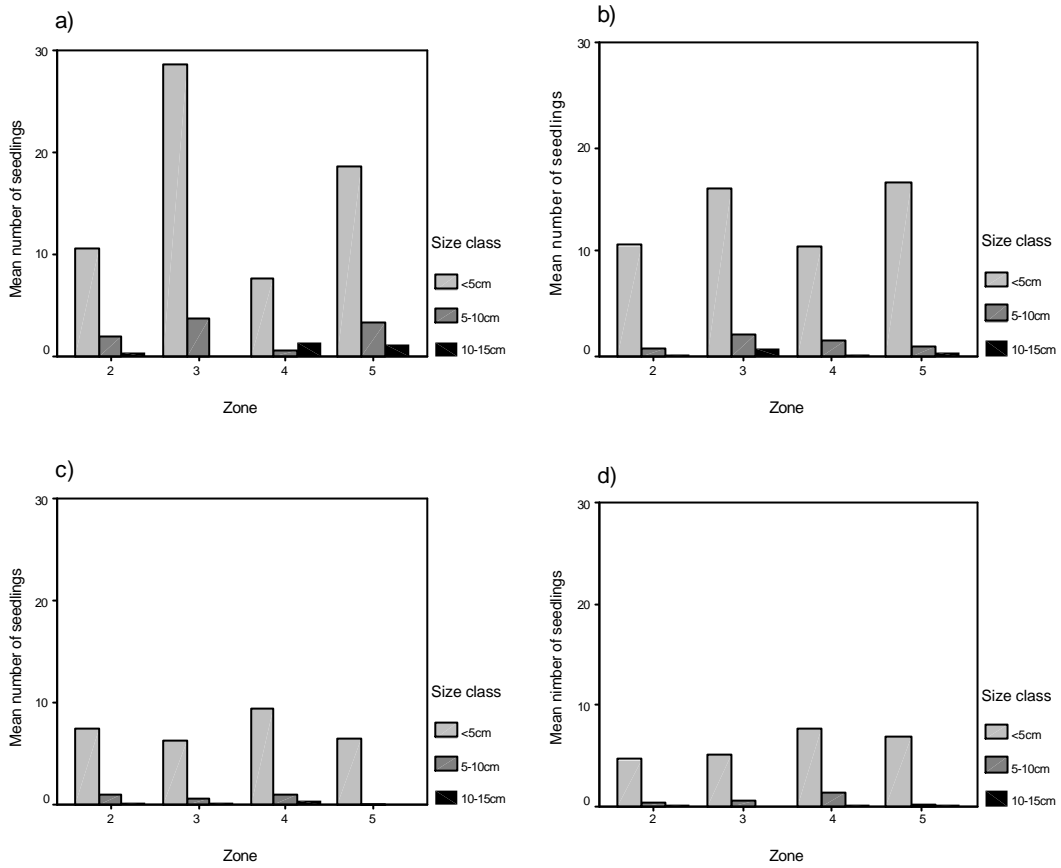 a)
30
20
10
0
Mean number of seedlings
2 3 4 5
Zone
Size class
<5cm
5-10cm
10-15cm
b)
30
20
10
0
Mean number of seedlings
2 3 4 5
Zone
Size class
<5cm
5-10cm
10-15cm
c)
30
20
10
0
Mean number of seedlings
2 3 4 5
Zone
Size class
<5cm
5-10cm
10-15cm
d)
30
20
10
0
Mean nimber of seedlings
2 3 4 5
Zone
Size class
<5cm
5-10cm
10-15cm